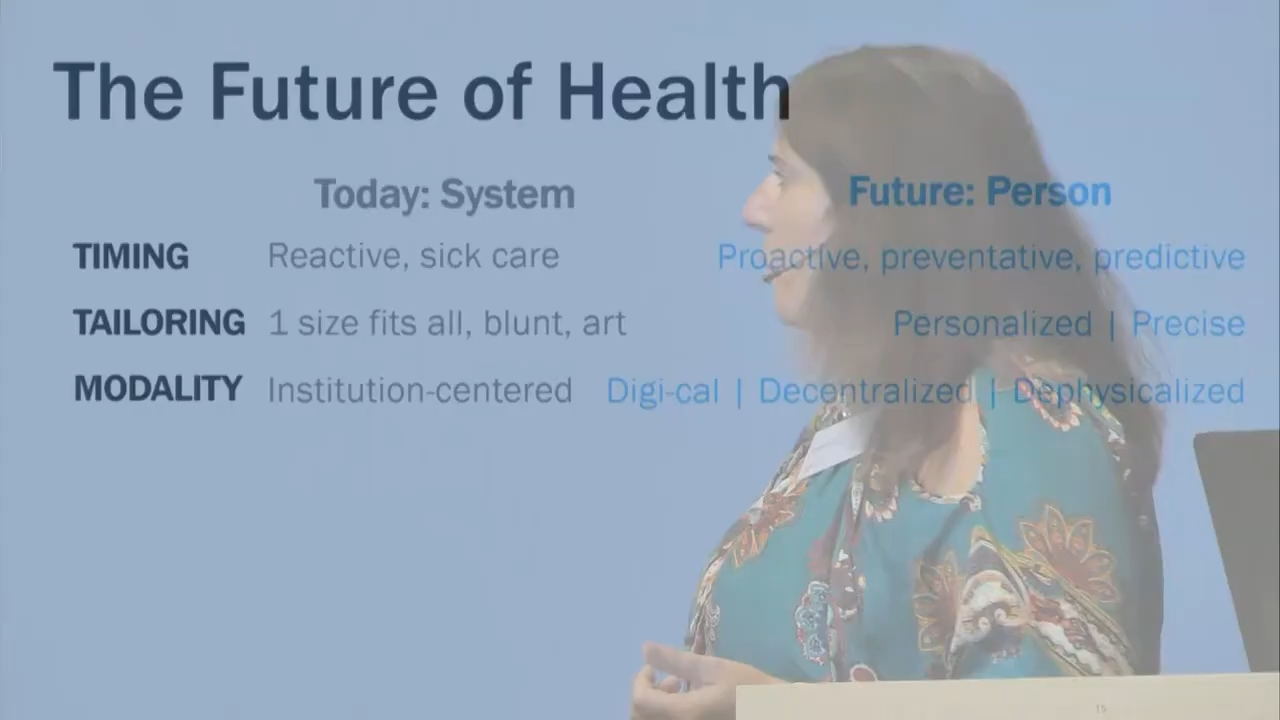 The Future of Health
Today: System Future: Person
TIMING Reactive, sick care Proactive, preventative, predictive
TAILORING 1 size fits all, blunt, art Personalized | Precise
MODALITY Institution-centered Digi-cal | Decentralized | Dephysicalized
15